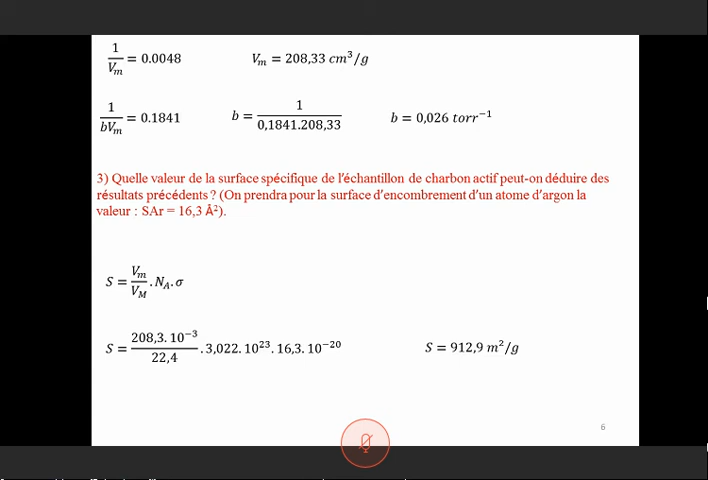 1/V_m = 0.0048 V_m = 208,33 cm³/g
1/bV_m = 0.1841 b = 1/0,1841.208,33 b = 0,026 torr⁻¹
3) Quelle valeur de la surface spécifique de l'échantillon de charbon actif peut-on déduire des
résultats précédents ? (On prendra pour la surface d'encombrement d'un atome d'argon la
valeur : SAr = 16,3 Å²).
S = V_m/V_M . N_A. σ
S = 208,3. 10⁻³/22,4 . 3,022. 10²³. 16,3. 10⁻²⁰ S = 912,9 m²/g
6